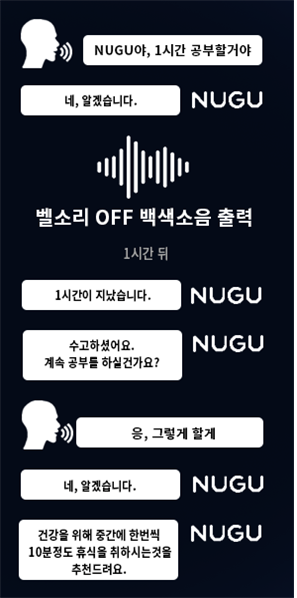 NUGU야, 1시간 공부할거야
네, 알겠습니다.
NUGU
벨소리 OFF 백색소음 출력
1시간 뒤
1시간이 지났습니다.
NUGU
수고하셨어요.
계속 공부를 하실건가요?
NUGU
응, 그렇게 할게
네, 알겠습니다.
NUGU
건강을 위해 중간에 한번씩
10분정도 휴식을 취하시는것을
추천드려요.
NUGU